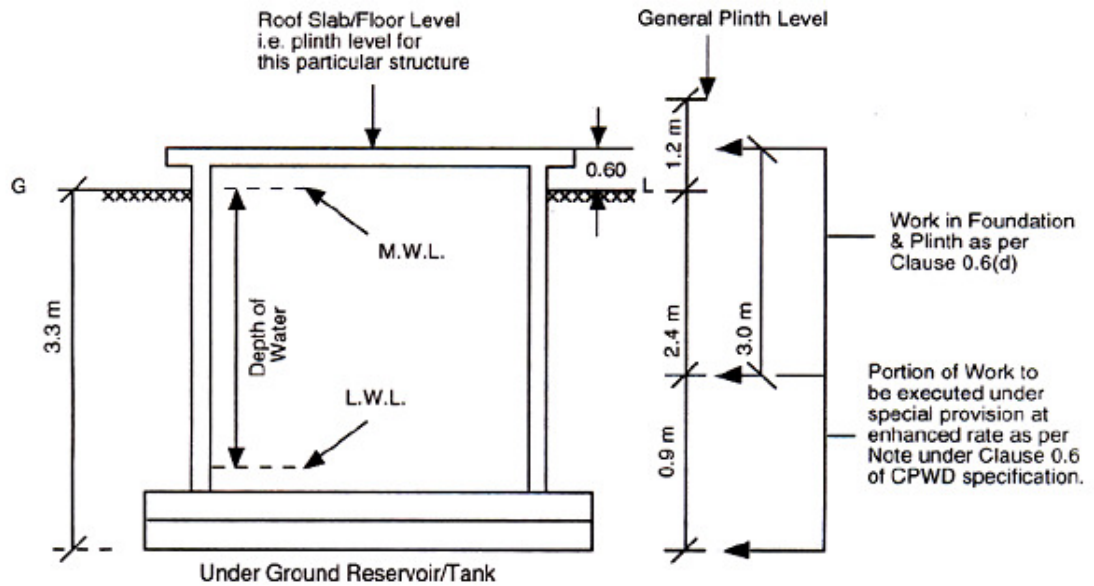 Roof Slab/Floor Level
i.e. plinth level for
this particular structure
General Plinth Level
1.2 m
0.60
G
L
M.W.L.
Depth of
Water
3.3 m
2.4 m
3.0 m
Work in Foundation
& Plinth as per
Clause 0.6(d)
L.W.L.
0.9 m
Portion of Work to
be executed under
special provision at
enhanced rate as per
Note under Clause 0.6
of CPWD specification.
Under Ground Reservoir/Tank